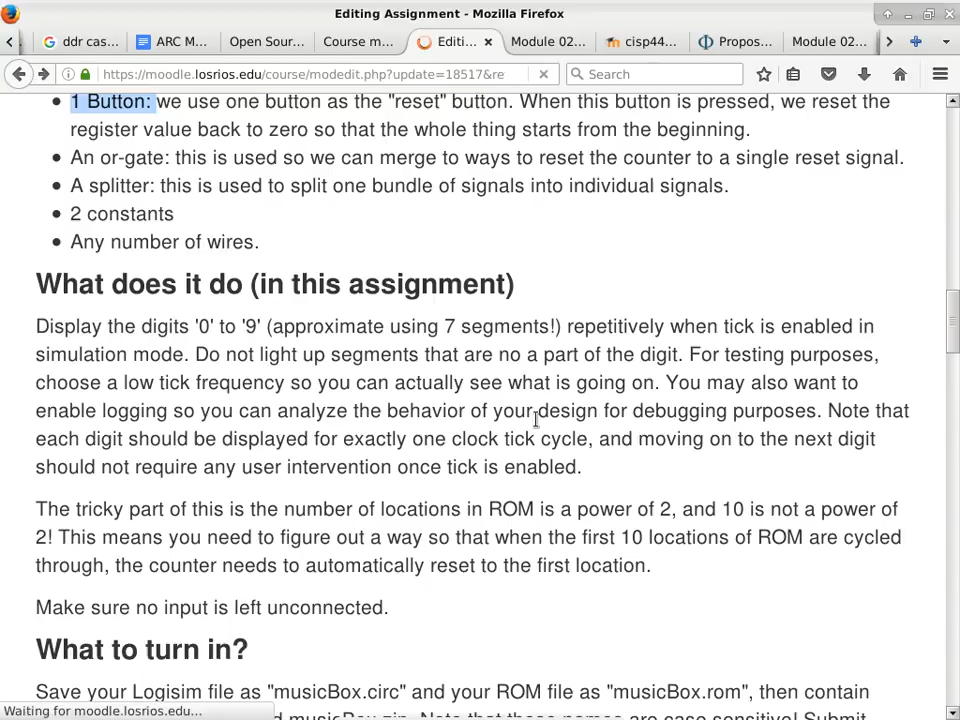 Editing Assignment - Mozilla Firefox
ddr cas...
ARC M...
Open Sour...
Course m...
Editi...
Module 02...
cisp44...
Propos...
Module 02...
https://moodle.losrios.edu/course/modedit.php?update=18517&re
Search
1 Button: we use one button as the "reset" button. When this button is pressed, we reset the
register value back to zero so that the whole thing starts from the beginning.
An or-gate: this is used so we can merge to ways to reset the counter to a single reset signal.
A splitter: this is used to split one bundle of signals into individual signals.
2 constants
Any number of wires.
What does it do (in this assignment)
Display the digits '0' to '9' (approximate using 7 segments!) repetitively when tick is enabled in
simulation mode. Do not light up segments that are no a part of the digit. For testing purposes,
choose a low tick frequency so you can actually see what is going on. You may also want to
enable logging so you can analyze the behavior of your design for debugging purposes. Note that
each digit should be displayed for exactly one clock tick cycle, and moving on to the next digit
should not require any user intervention once tick is enabled.
The tricky part of this is the number of locations in ROM is a power of 2, and 10 is not a power of
2! This means you need to figure out a way so that when the first 10 locations of ROM are cycled
through, the counter needs to automatically reset to the first location.
Make sure no input is left unconnected.
What to turn in?
Save your Logisim file as "musicBox.circ" and your ROM file as "musicBox.rom", then contain
musicBox.zip. Note that these names are case sensitive! Submit
Waiting for moodle.losrios.edu...